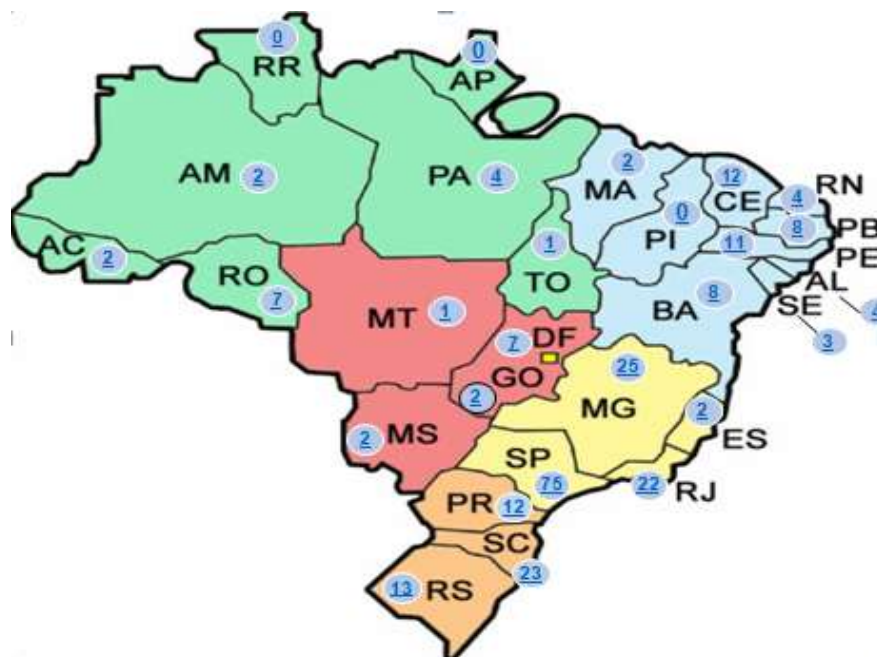 0
RR
0
AP
AM
2
PA
4
MA
2
12
CE
RN
4
PI
0
8
PB
11
PE
AC
2
RO
7
1
TO
BA
8
AL
4
SE
3
MT
1
7
DF
GO
2
25
MG
2
ES
MS
2
SP
75
22
RJ
PR
12
SC
23
13
RS